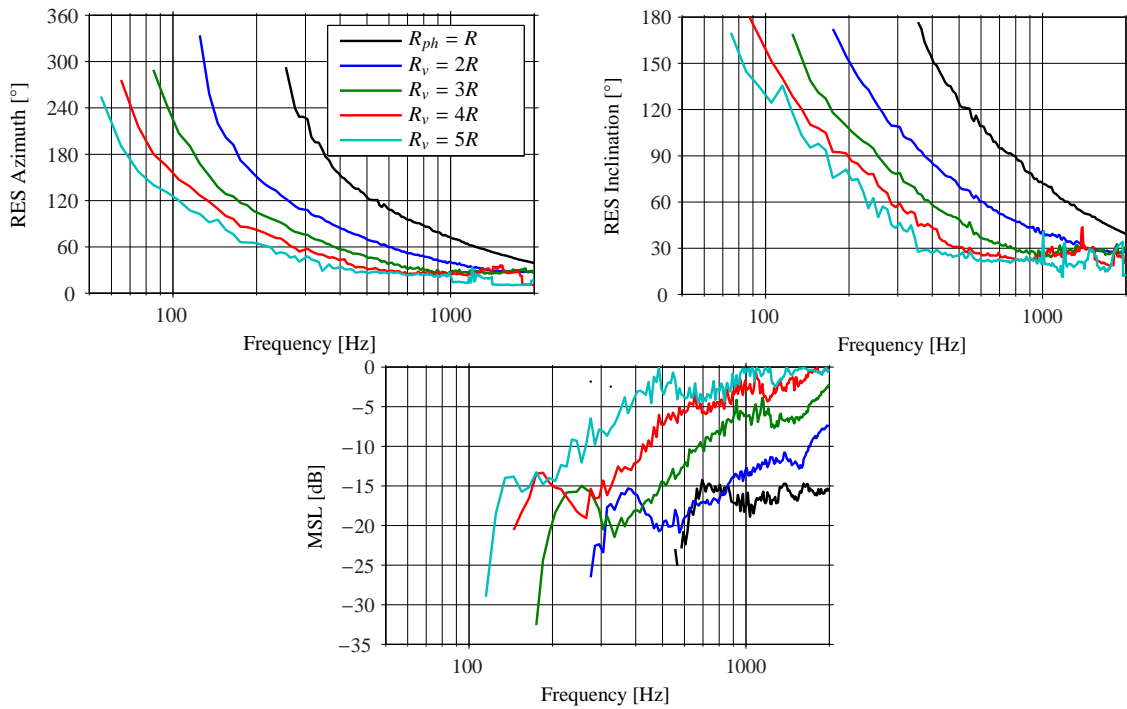 360
300
240
180
120
60
0
RES Azimuth [°]
R_ph = R
R_v = 2R
R_v = 3R
R_v = 4R
R_v = 5R
100
1000
Frequency [Hz]
180
150
120
90
60
30
0
RES Inclination [°]
100
1000
Frequency [Hz]
0
−5
−10
−15
−20
−25
−30
−35
MSL [dB]
100
1000
Frequency [Hz]